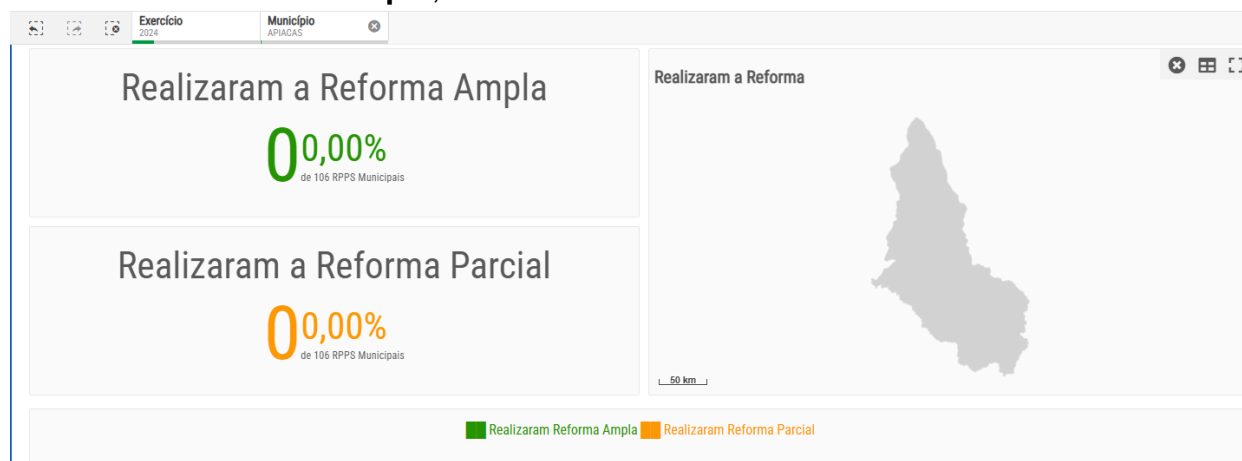 Exercício
2024
Município
APIACAS
Realizaram a Reforma Ampla
0 0,00%
de 106 RPPS Municipais
Realizaram a Reforma
50 km
Realizaram a Reforma Parcial
0 0,00%
de 106 RPPS Municipais
Realizaram Reforma Ampla Realizaram Reforma Parcial